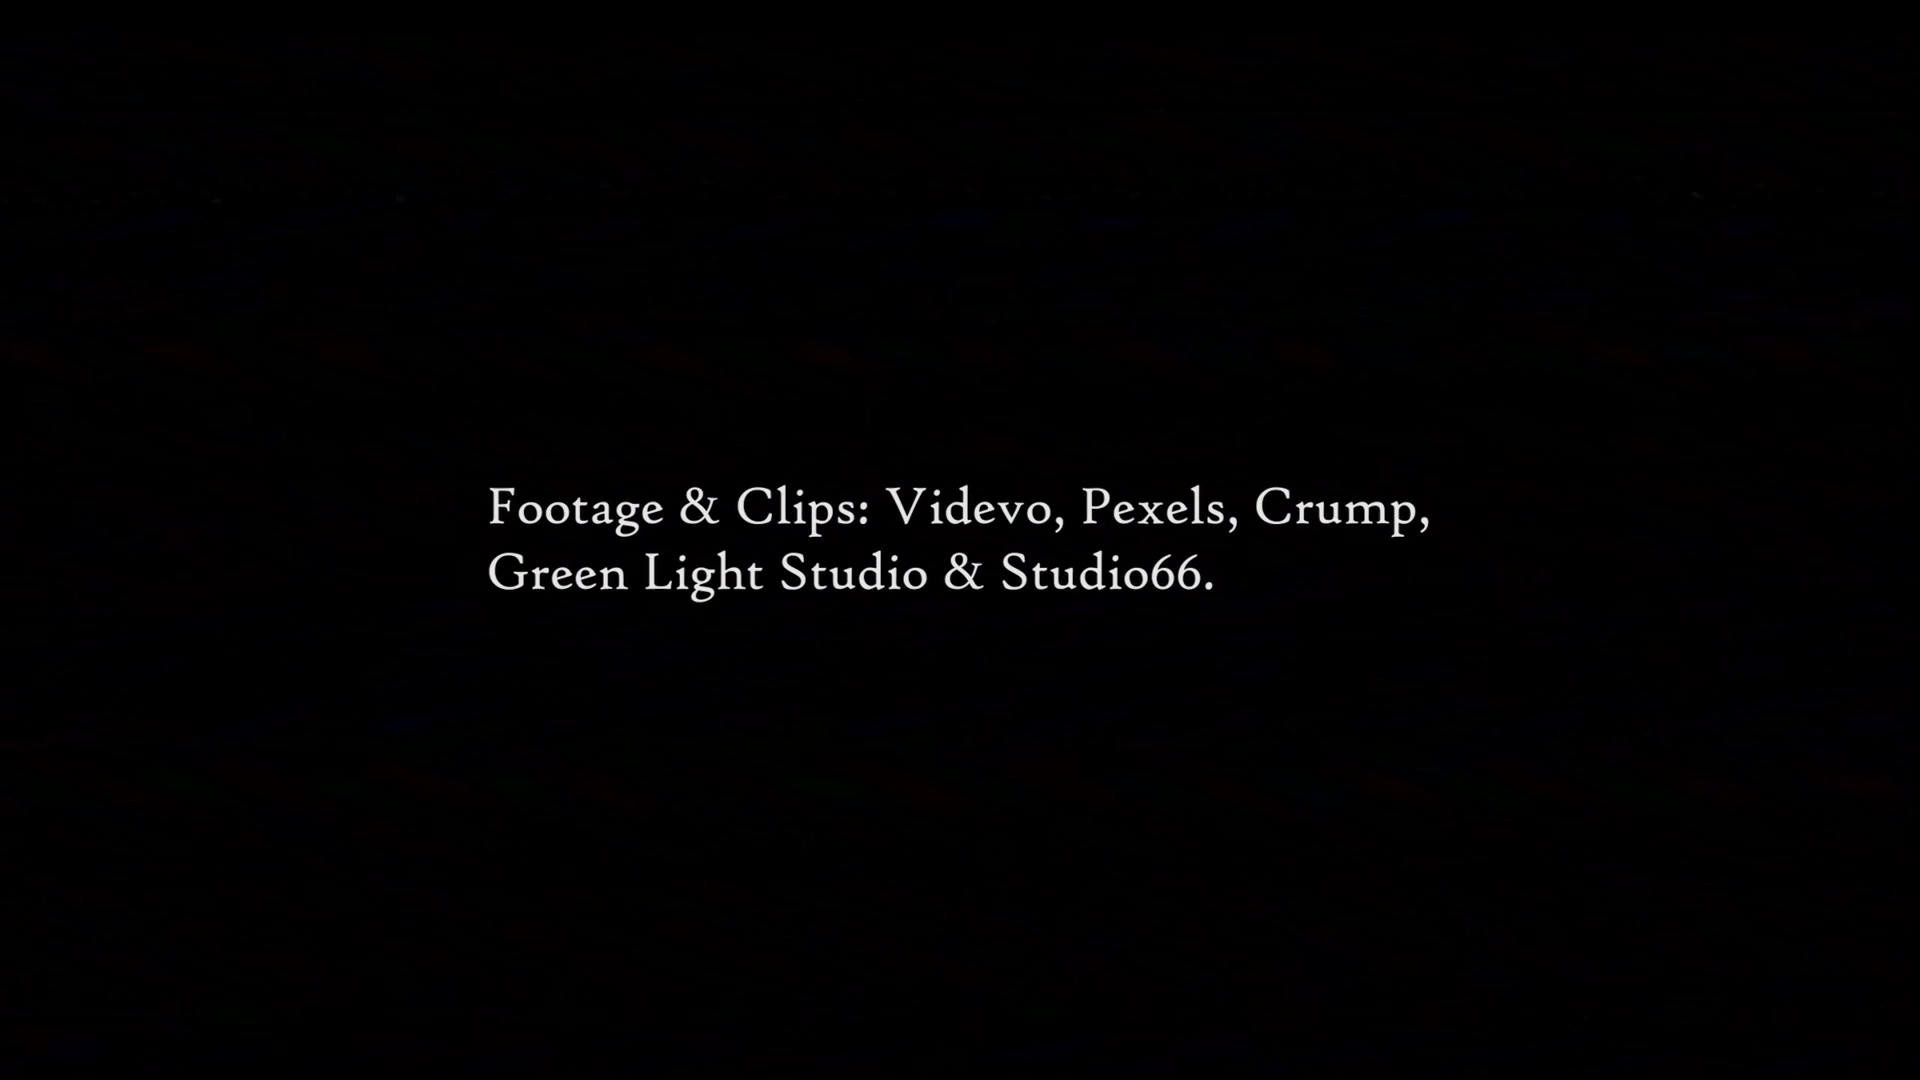 Footage & Clips: Videvo, Pexels, Crump,
Green Light Studio & Studio66.